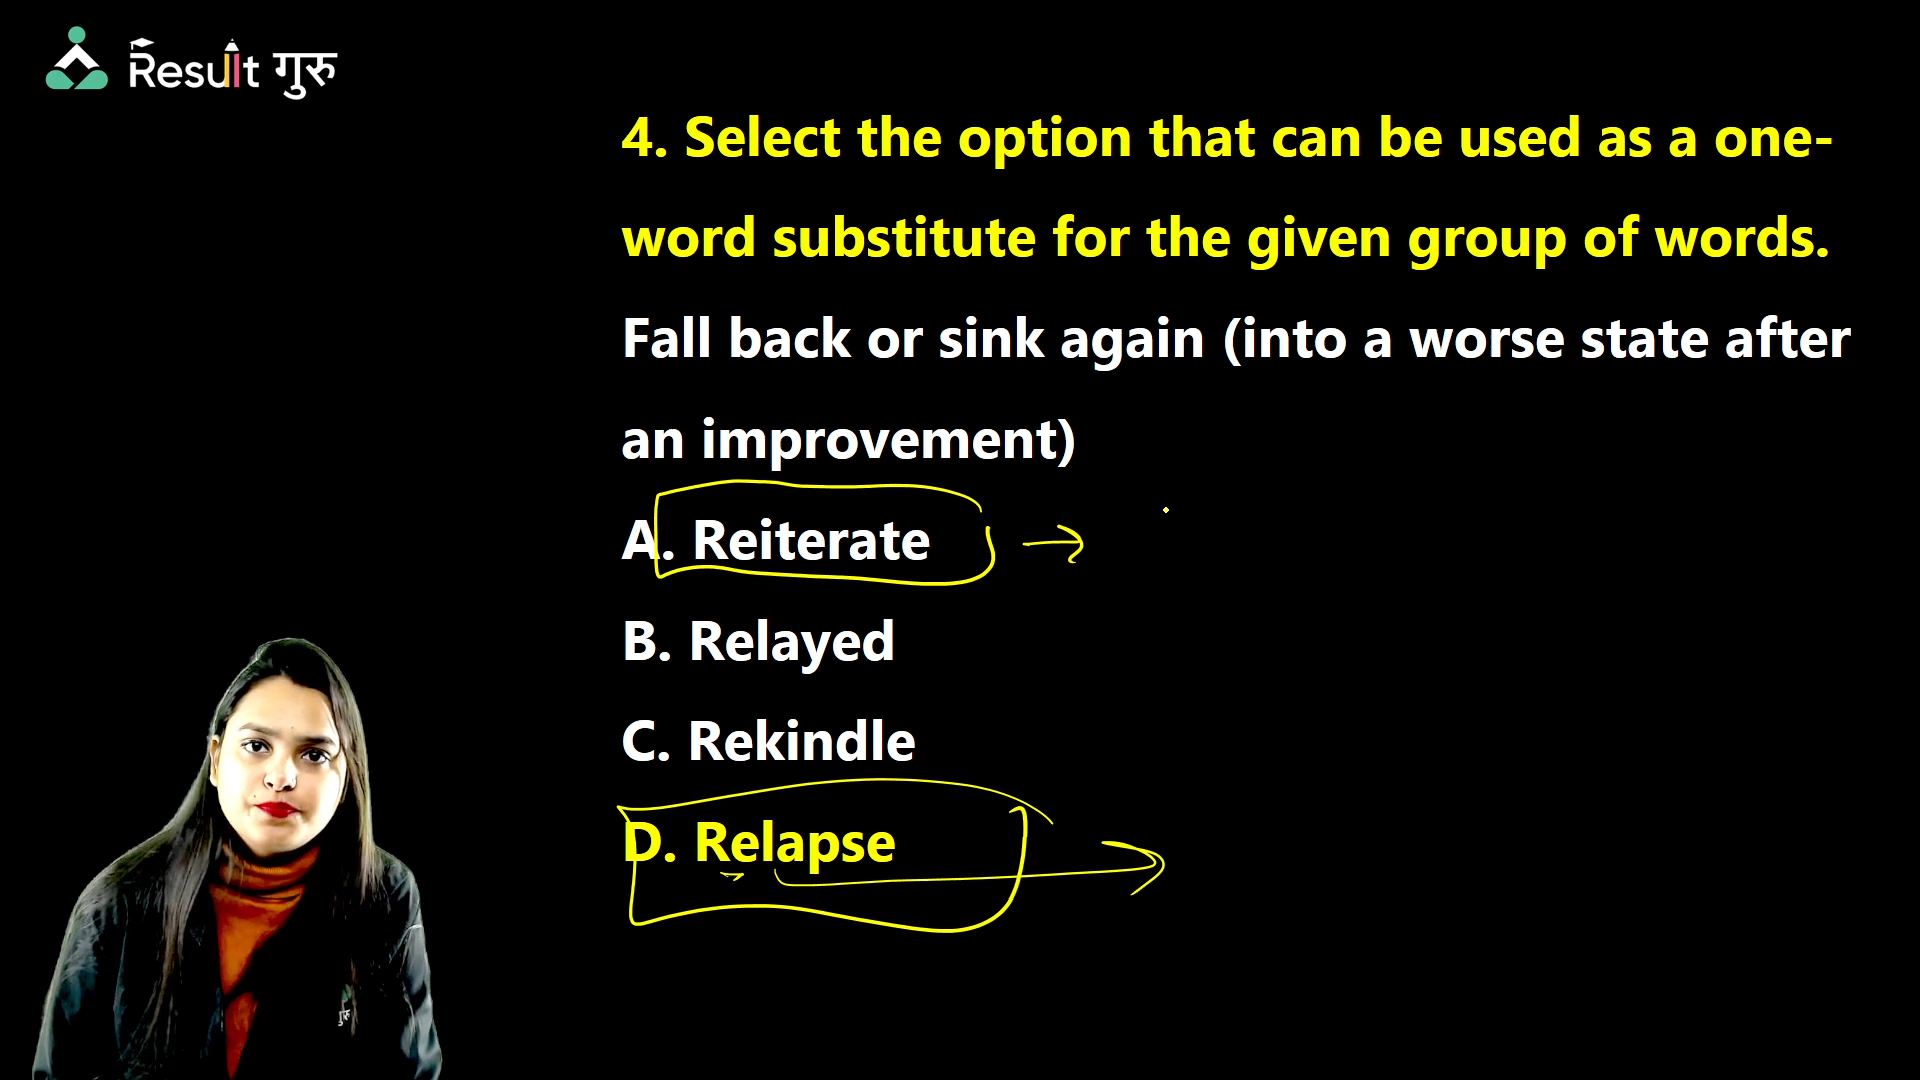 Result गुरु
4. Select the option that can be used as a one-
word substitute for the given group of words.
Fall back or sink again (into a worse state after
an improvement)
A. Reiterate
B. Relayed
C. Rekindle
D. Relapse
गुरु